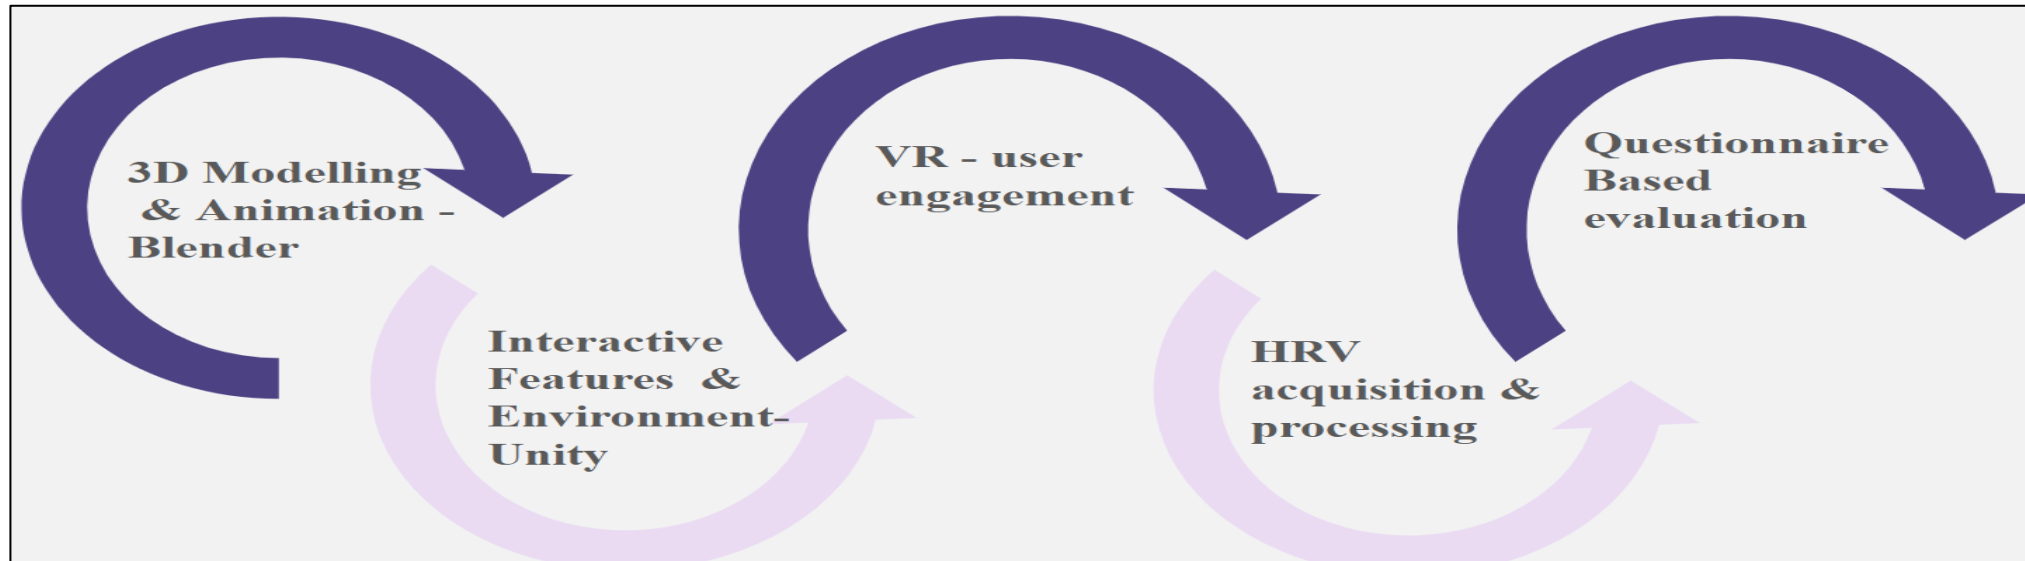 3D Modelling
& Animation -
Blender
Interactive
Features & 
Environment-
Unity
VR - user
engagement
HRV
acquisition &
processing
Questionnaire
Based
evaluation